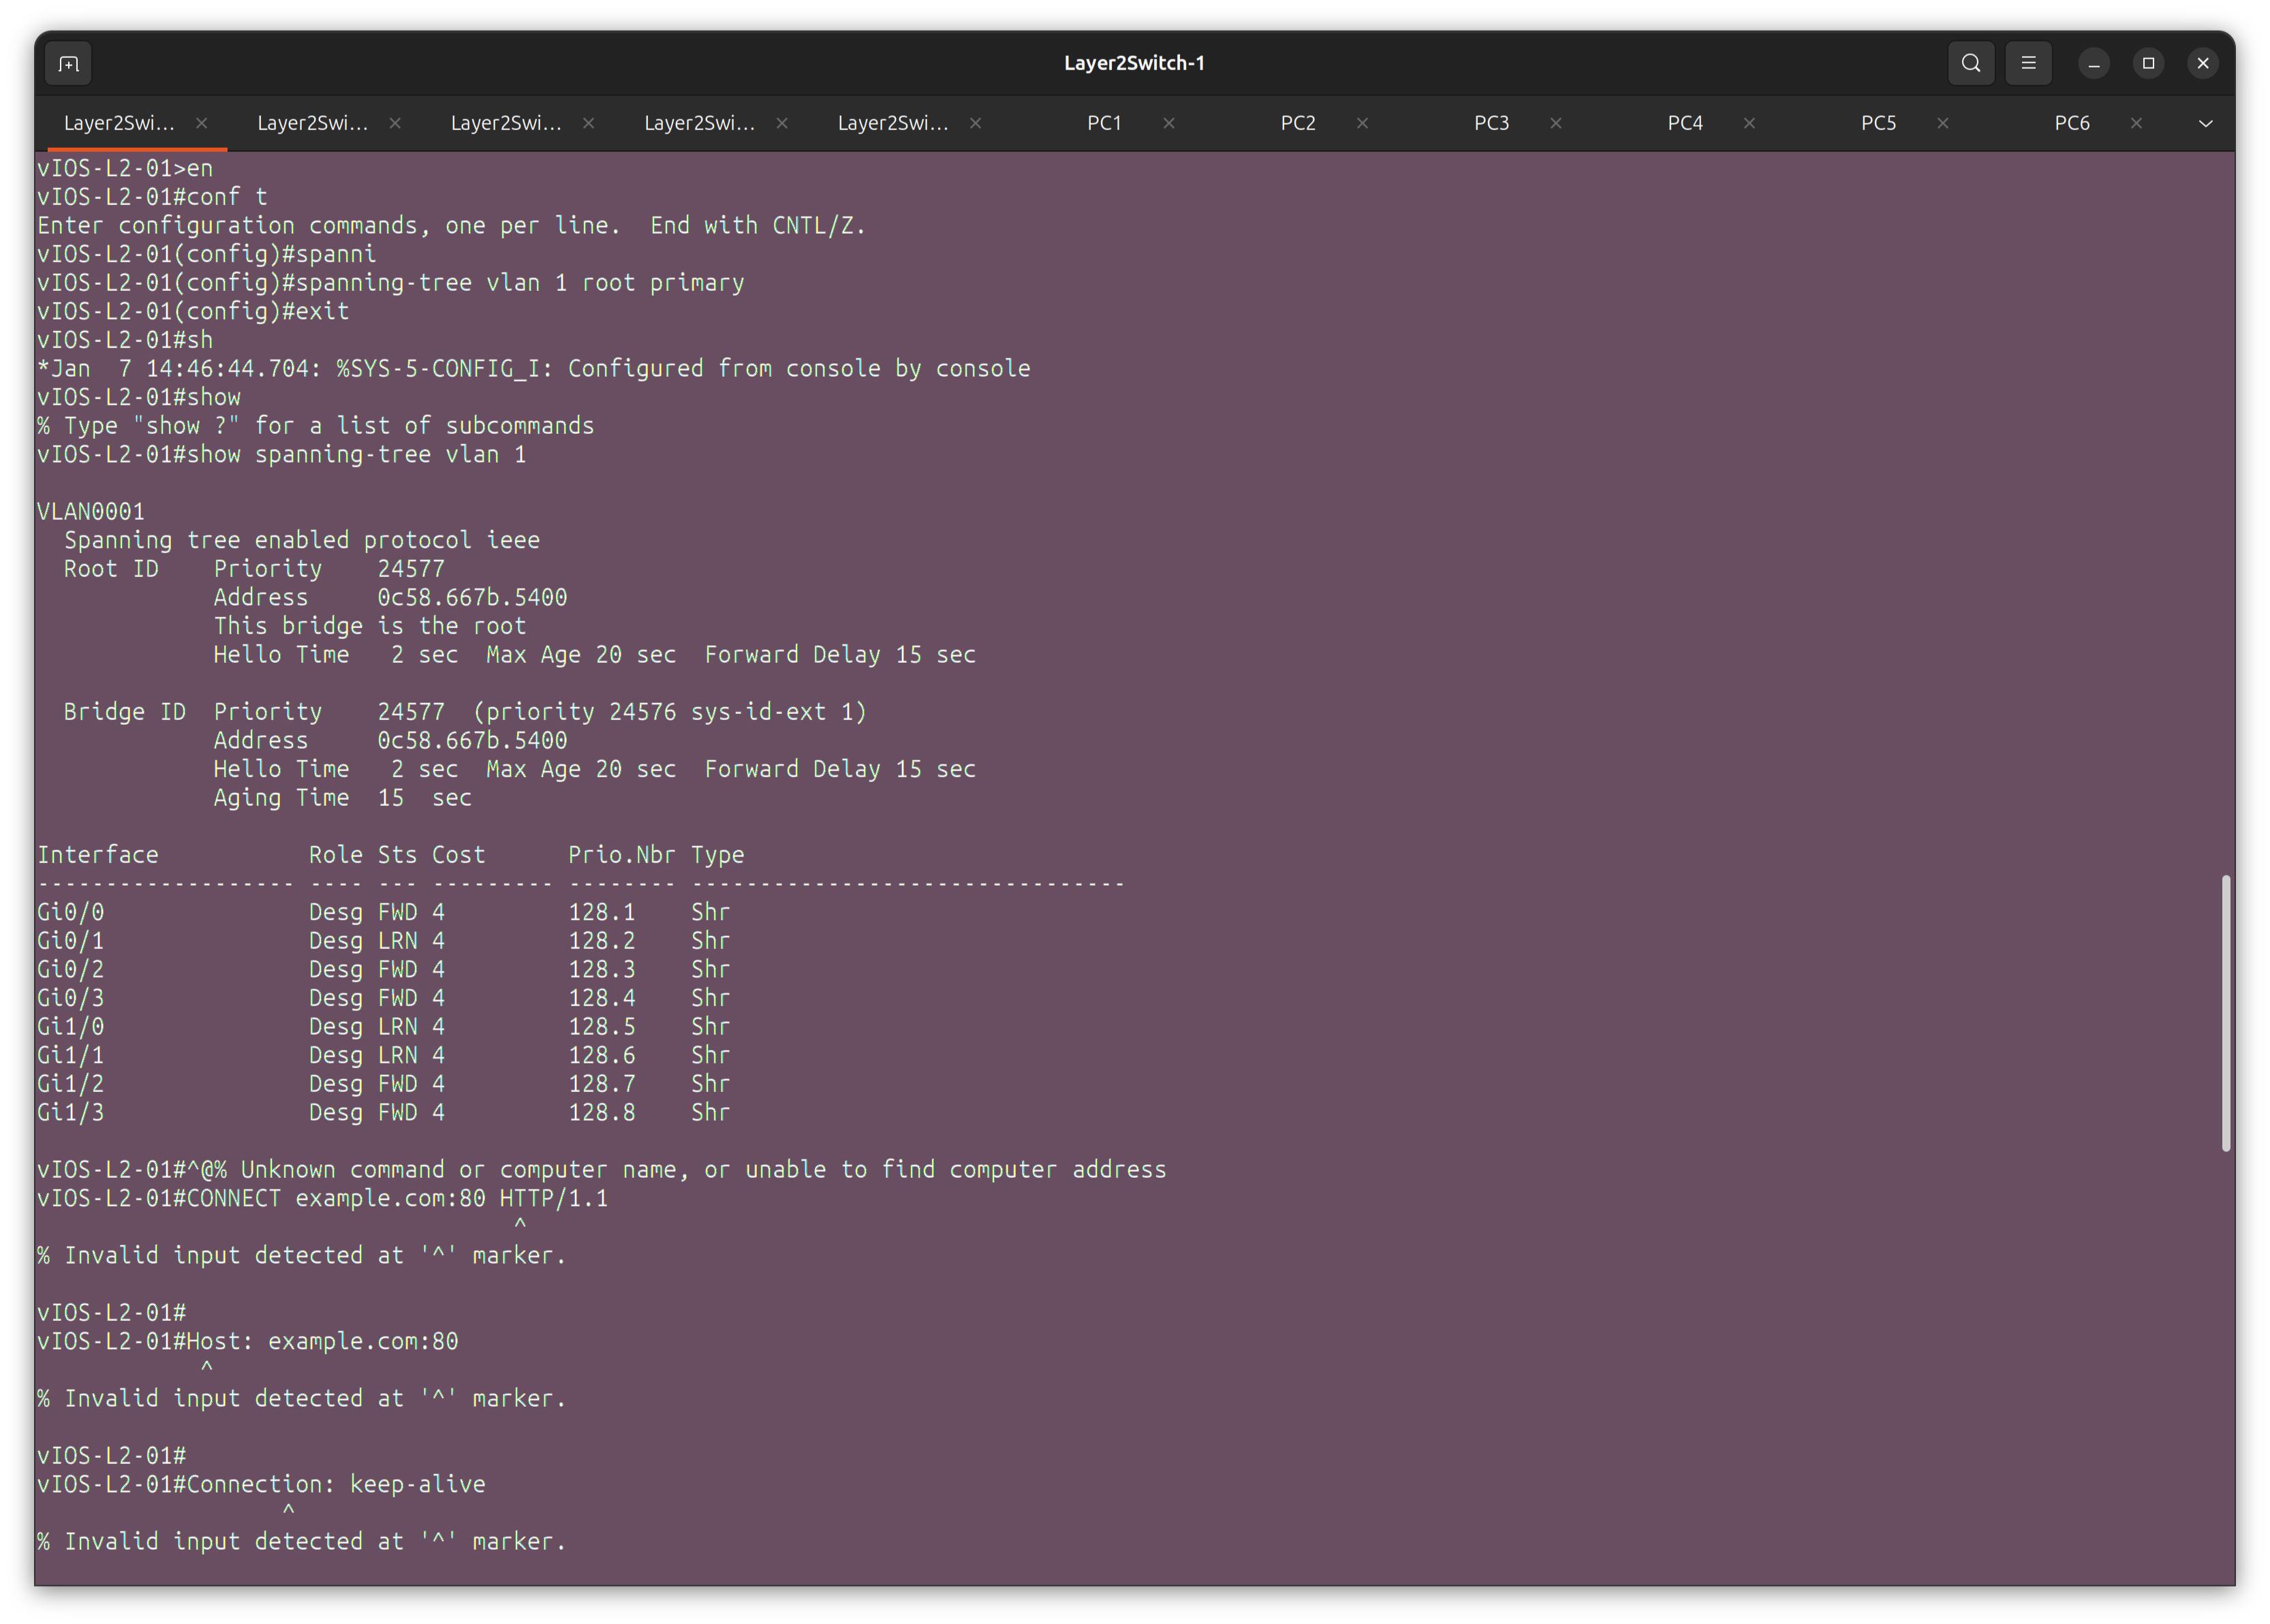 Layer2Switch-1
Layer2Swi... Layer2Swi... Layer2Swi... Layer2Swi... Layer2Swi... PC1 PC2 PC3 PC4 PC5 PC6
vIOS-L2-01>en
vIOS-L2-01#conf t
Enter configuration commands, one per line.  End with CNTL/Z.
vIOS-L2-01(config)#spanni
vIOS-L2-01(config)#spanning-tree vlan 1 root primary
vIOS-L2-01(config)#exit
vIOS-L2-01#sh
*Jan  7 14:46:44.704: %SYS-5-CONFIG_I: Configured from console by console
vIOS-L2-01#show
% Type "show ?" for a list of subcommands
vIOS-L2-01#show spanning-tree vlan 1
VLAN0001
  Spanning tree enabled protocol ieee
  Root ID    Priority    24577
             Address     0c58.667b.5400
             This bridge is the root
             Hello Time   2 sec  Max Age 20 sec  Forward Delay 15 sec
  Bridge ID  Priority    24577  (priority 24576 sys-id-ext 1)
             Address     0c58.667b.5400
             Hello Time   2 sec  Max Age 20 sec  Forward Delay 15 sec
             Aging Time  15  sec
Interface           Role Sts Cost      Prio.Nbr Type
------------------- ---- --- --------- -------- --------------------------------
Gi0/0               Desg FWD 4         128.1    Shr
Gi0/1               Desg LRN 4         128.2    Shr
Gi0/2               Desg FWD 4         128.3    Shr
Gi0/3               Desg FWD 4         128.4    Shr
Gi1/0               Desg LRN 4         128.5    Shr
Gi1/1               Desg LRN 4         128.6    Shr
Gi1/2               Desg FWD 4         128.7    Shr
Gi1/3               Desg FWD 4         128.8    Shr
vIOS-L2-01#^@% Unknown command or computer name, or unable to find computer address
vIOS-L2-01#CONNECT example.com:80 HTTP/1.1
                                   ^
% Invalid input detected at '^' marker.
vIOS-L2-01#
vIOS-L2-01#Host: example.com:80
            ^
% Invalid input detected at '^' marker.
vIOS-L2-01#
vIOS-L2-01#Connection: keep-alive
                  ^
% Invalid input detected at '^' marker.